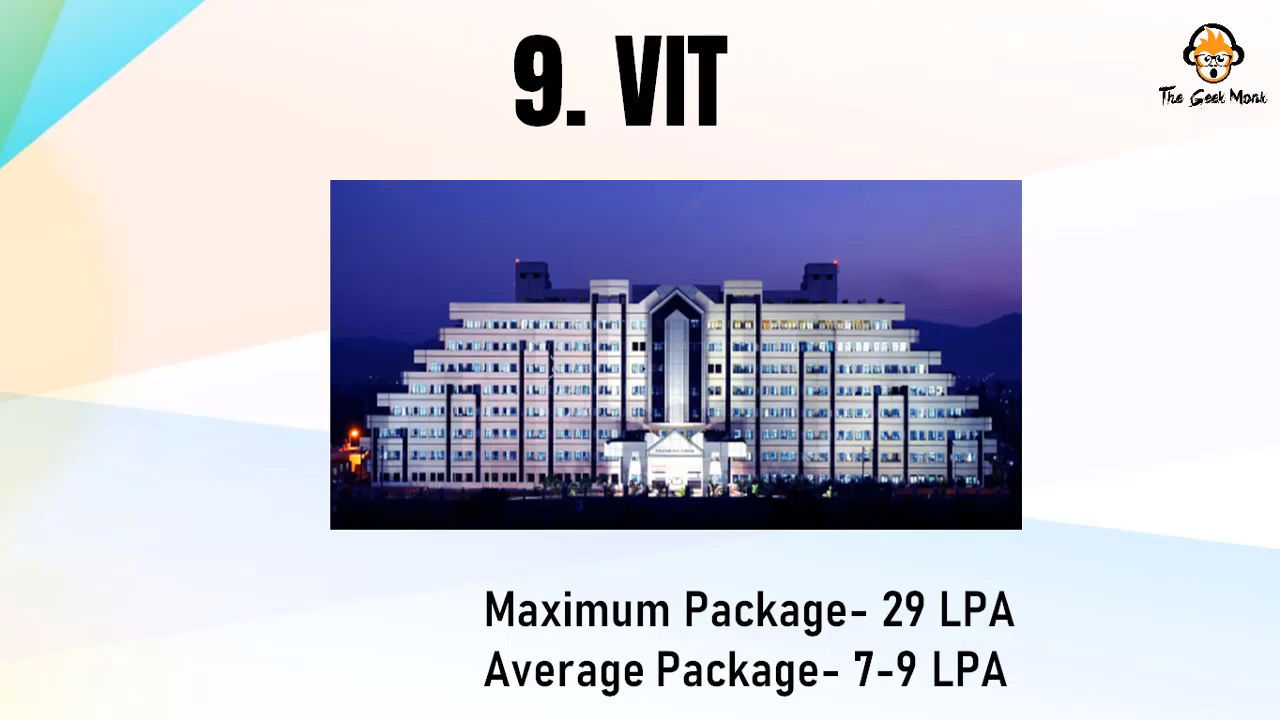 9. VIT
The Geek Monk
Maximum Package- 29 LPA
Average Package- 7-9 LPA